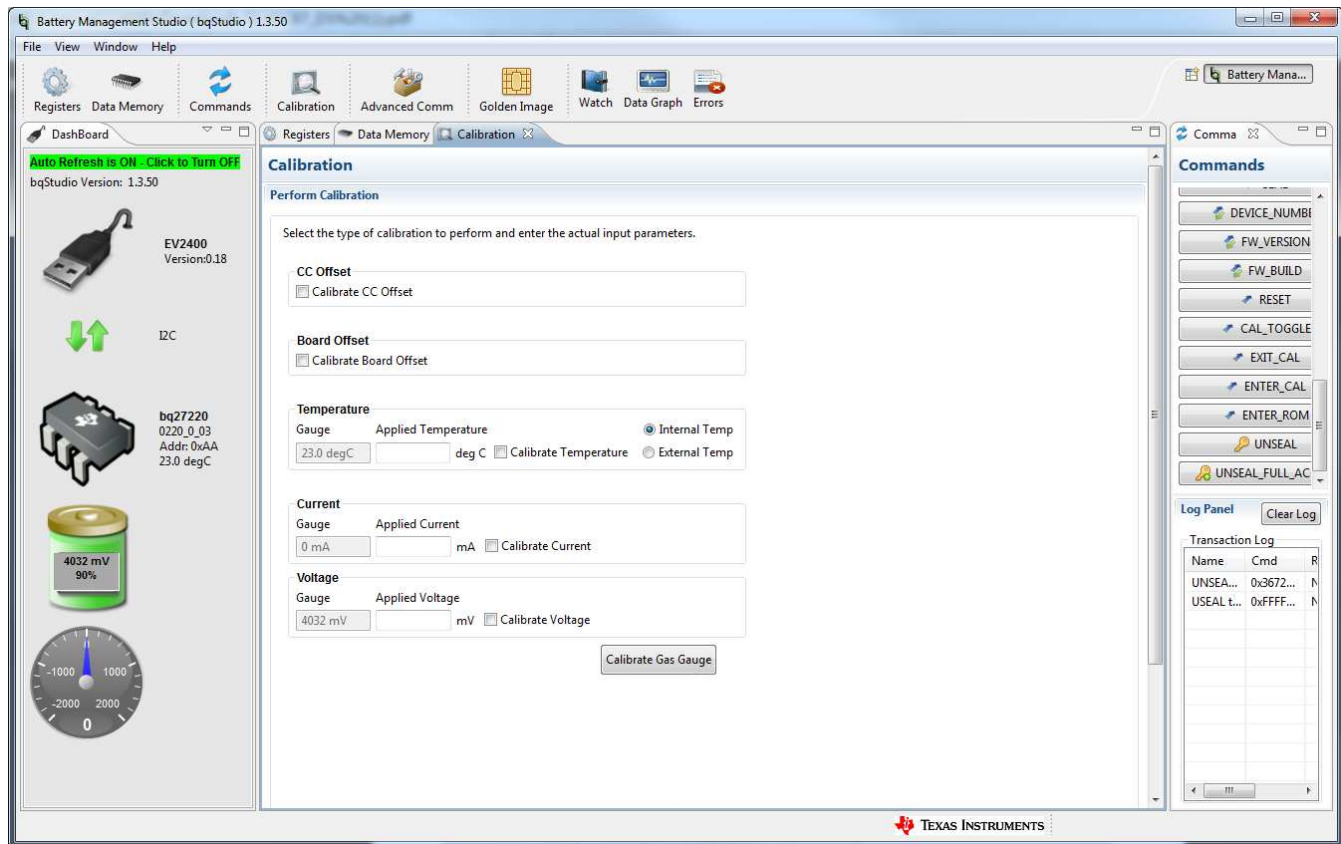 Battery Management Studio ( bqStudio ) 1.3.50
File View Window Help
Registers Data Memory Commands Calibration Advanced Comm Golden Image Watch Data Graph Errors
Battery Mana...
DashBoard
Auto Refresh is ON - Click to Turn OFF
bqStudio Version: 1.3.50
EV2400
Version:0.18
I2C
bq27220
0220_0_03
Addr: 0xAA
23.0 degC
4032 mV
90%
-1000 1000
-2000 2000
0
Registers Data Memory Calibration
Calibration
Perform Calibration
Select the type of calibration to perform and enter the actual input parameters.
CC Offset
Calibrate CC Offset
Board Offset
Calibrate Board Offset
Temperature
Gauge Applied Temperature Internal Temp
23.0 degC deg C Calibrate Temperature External Temp
Current
Gauge Applied Current
0 mA mA Calibrate Current
Voltage
Gauge Applied Voltage
4032 mV mV Calibrate Voltage
Calibrate Gas Gauge
Comma
Commands
DEVICE_NUMBE
FW_VERSION
FW_BUILD
RESET
CAL_TOGGLE
EXIT_CAL
ENTER_CAL
ENTER_ROM
UNSEAL
UNSEAL_FULL_AC
Log Panel Clear Log
Transaction Log
Name Cmd R
UNSEA... 0x3672... N
USEAL t... 0xFFFF... N
TEXAS INSTRUMENTS